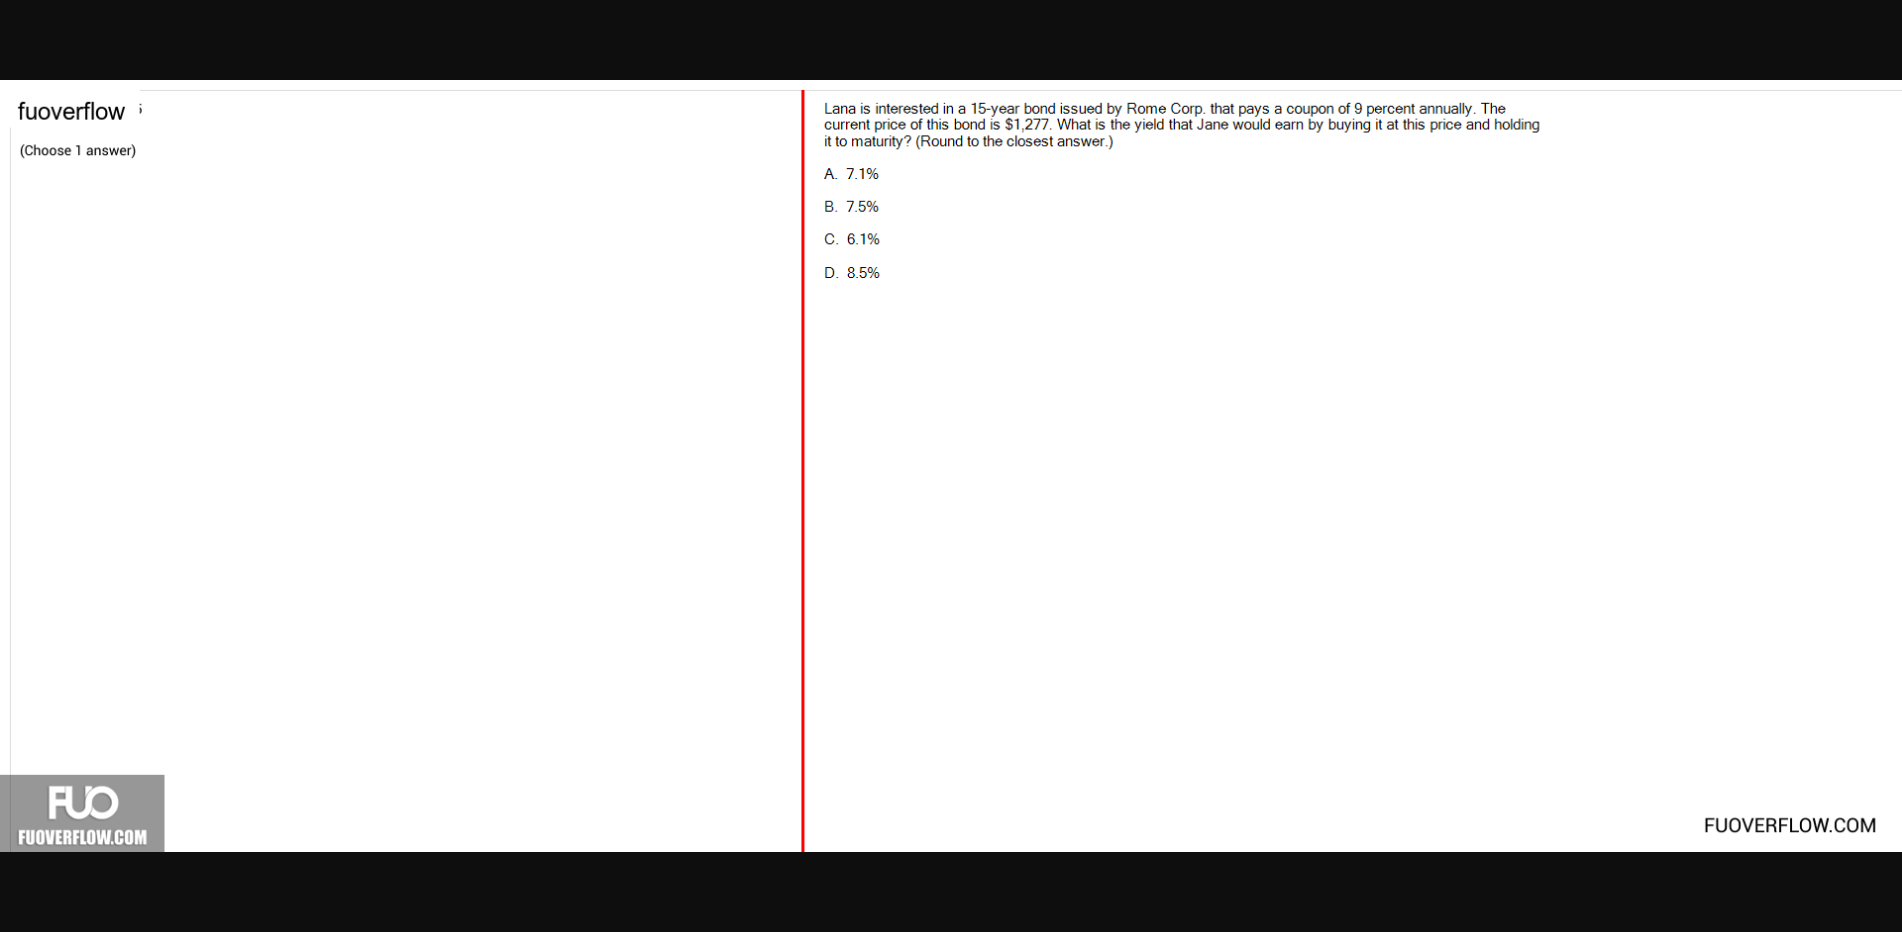 fuoverflow
(Choose 1 answer)
Lana is interested in a 15-year bond issued by Rome Corp. that pays a coupon of 9 percent annually. The
current price of this bond is $1,277. What is the yield that Jane would earn by buying it at this price and holding
it to maturity? (Round to the closest answer.)
A. 7.1%
B. 7.5%
C. 6.1%
D. 8.5%
FUO
FUOVERFLOW.COM
FUOVERFLOW.COM